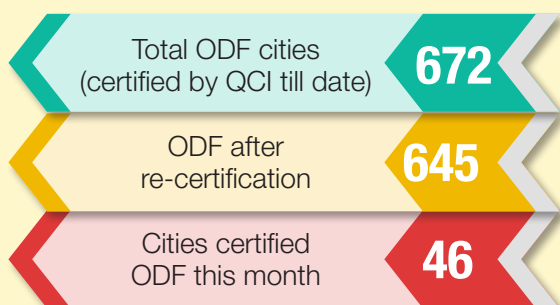 Total ODF cities
(certified by QCI till date)
672
ODF after
re-certification
645
Cities certified
ODF this month
46